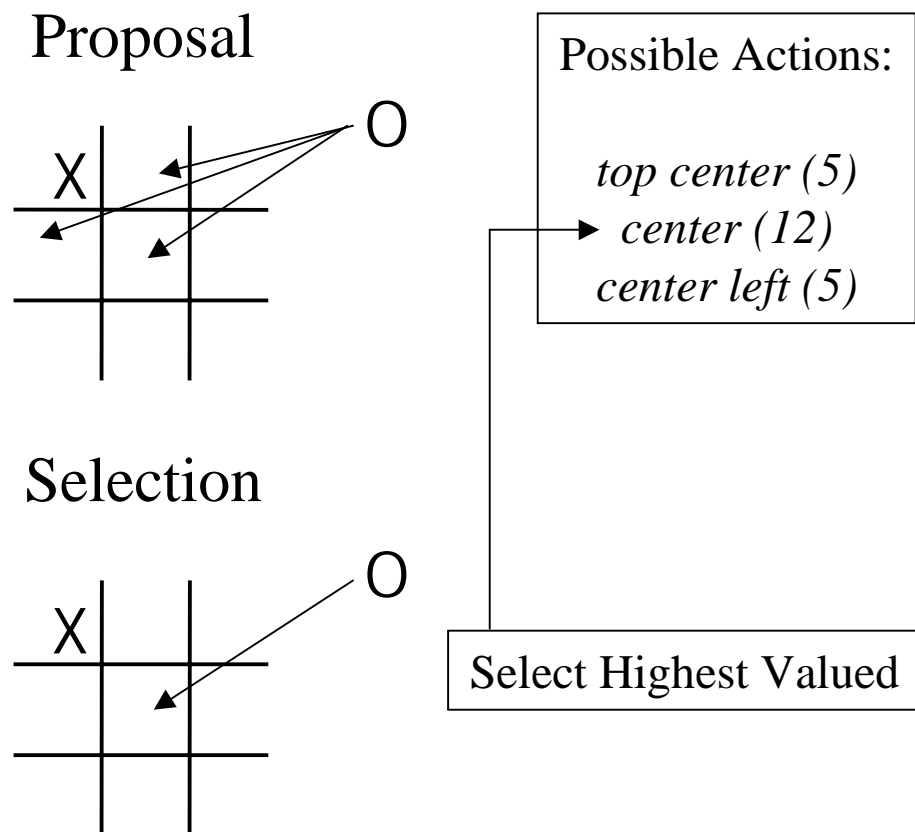 Proposal
Possible Actions:
O
X
top center (5)
center (12)
center left (5)
Selection
O
X
Select Highest Valued